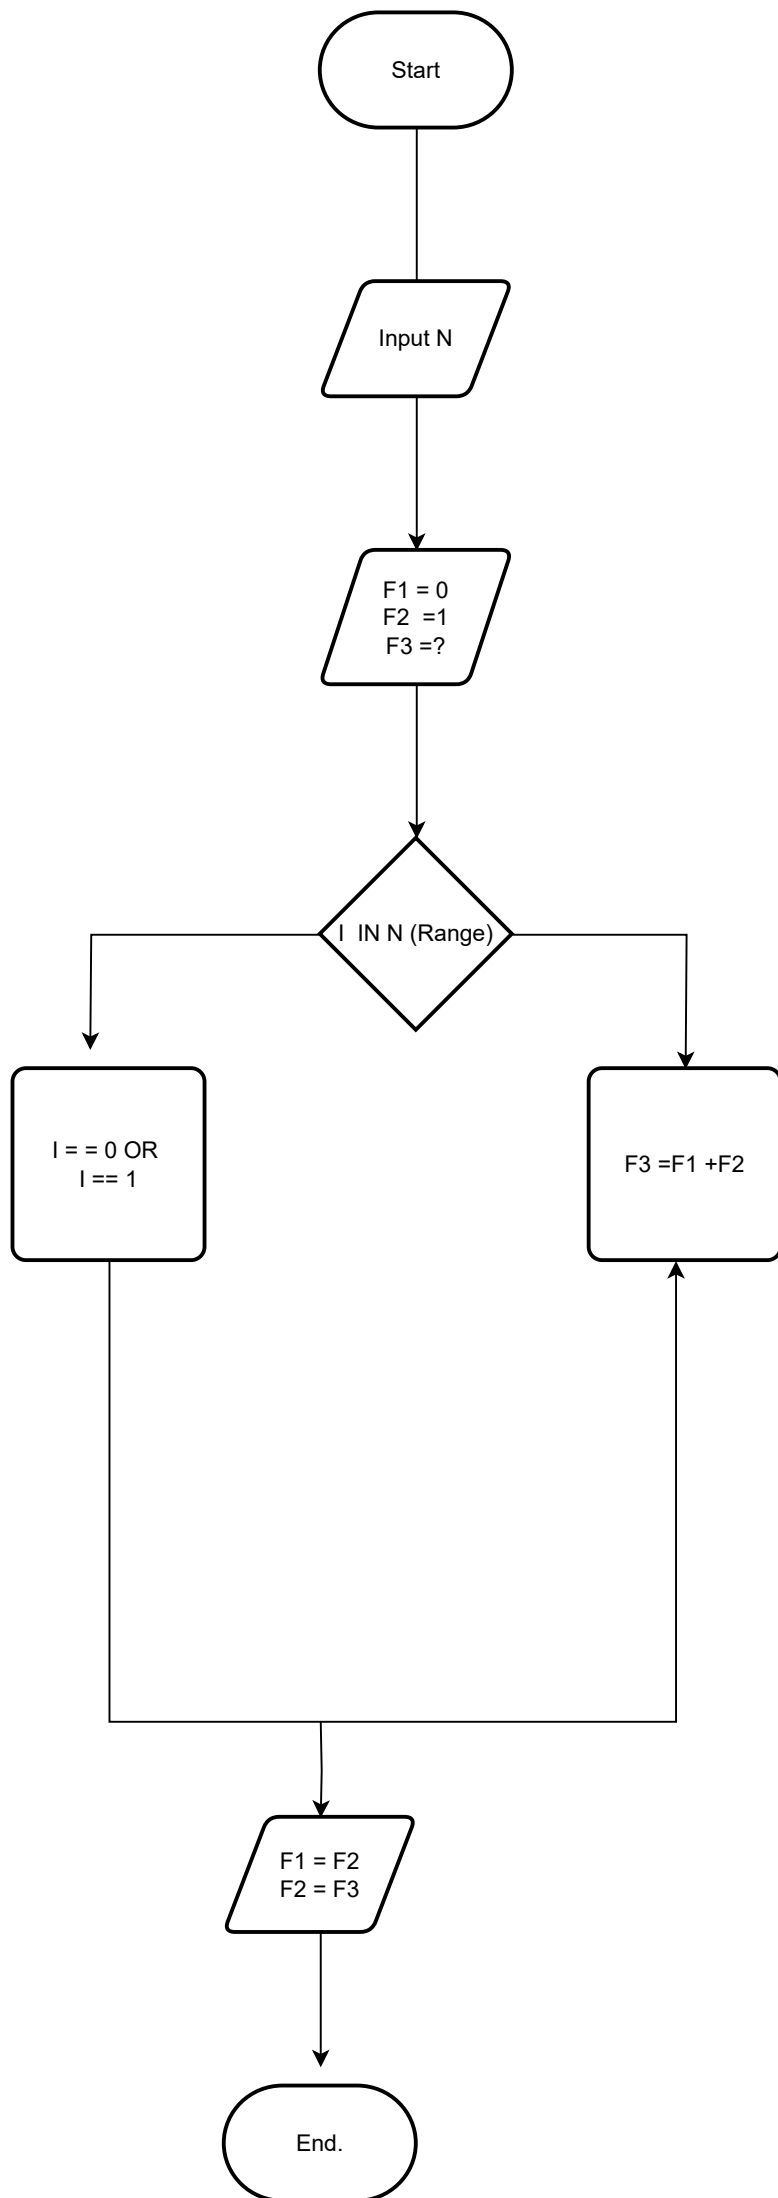 Start
Input N
F1 = 0
F2  =1
F3 =?
I  IN N (Range)
I = = 0 OR
I == 1
F3 =F1 +F2
F1 = F2
F2 = F3
End.